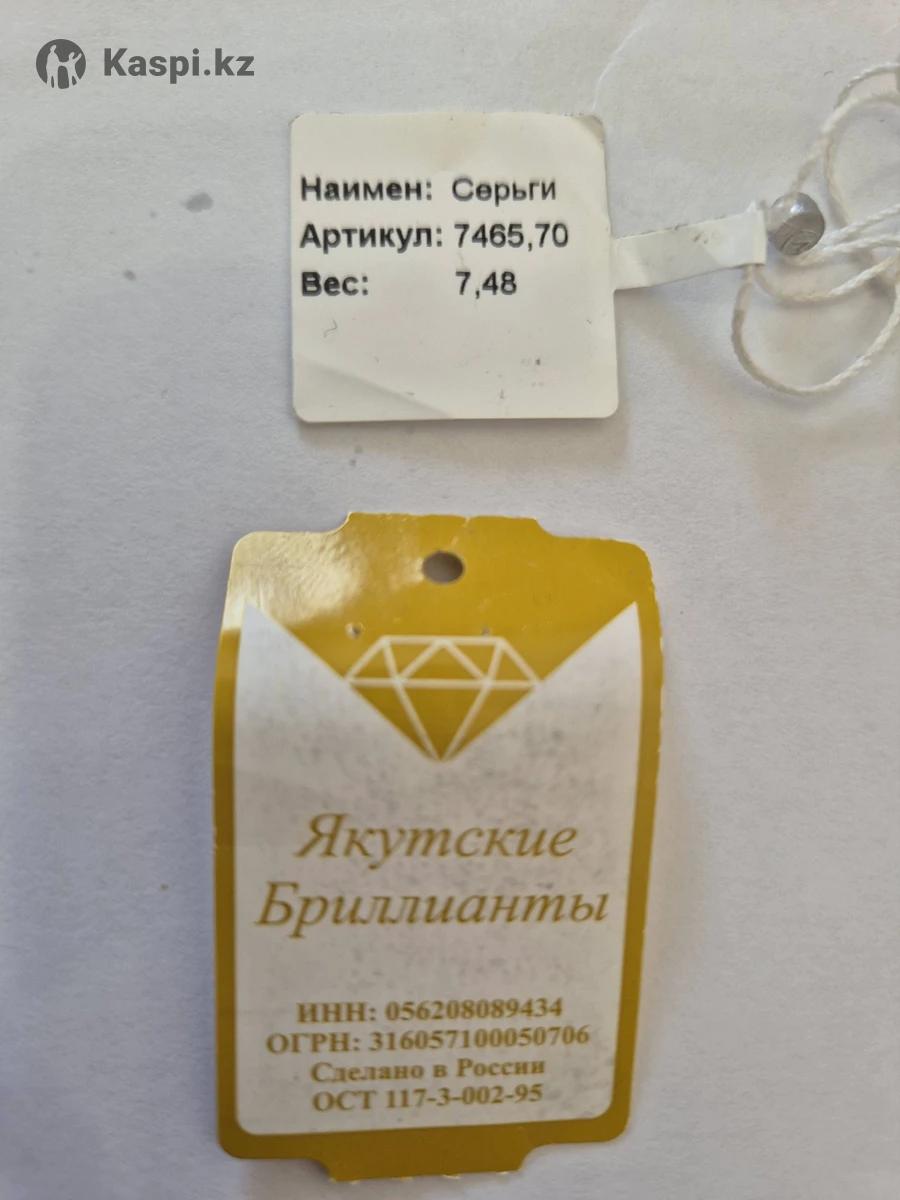 Kaspi.kz
Наимен: Серьги
Артикул: 7465,70
Вес: 7,48
Якутские
Бриллианты
ИНН: 056208089434
ОГРН: 316057100050706
Сделано в России
ОСТ 117-3-002-95